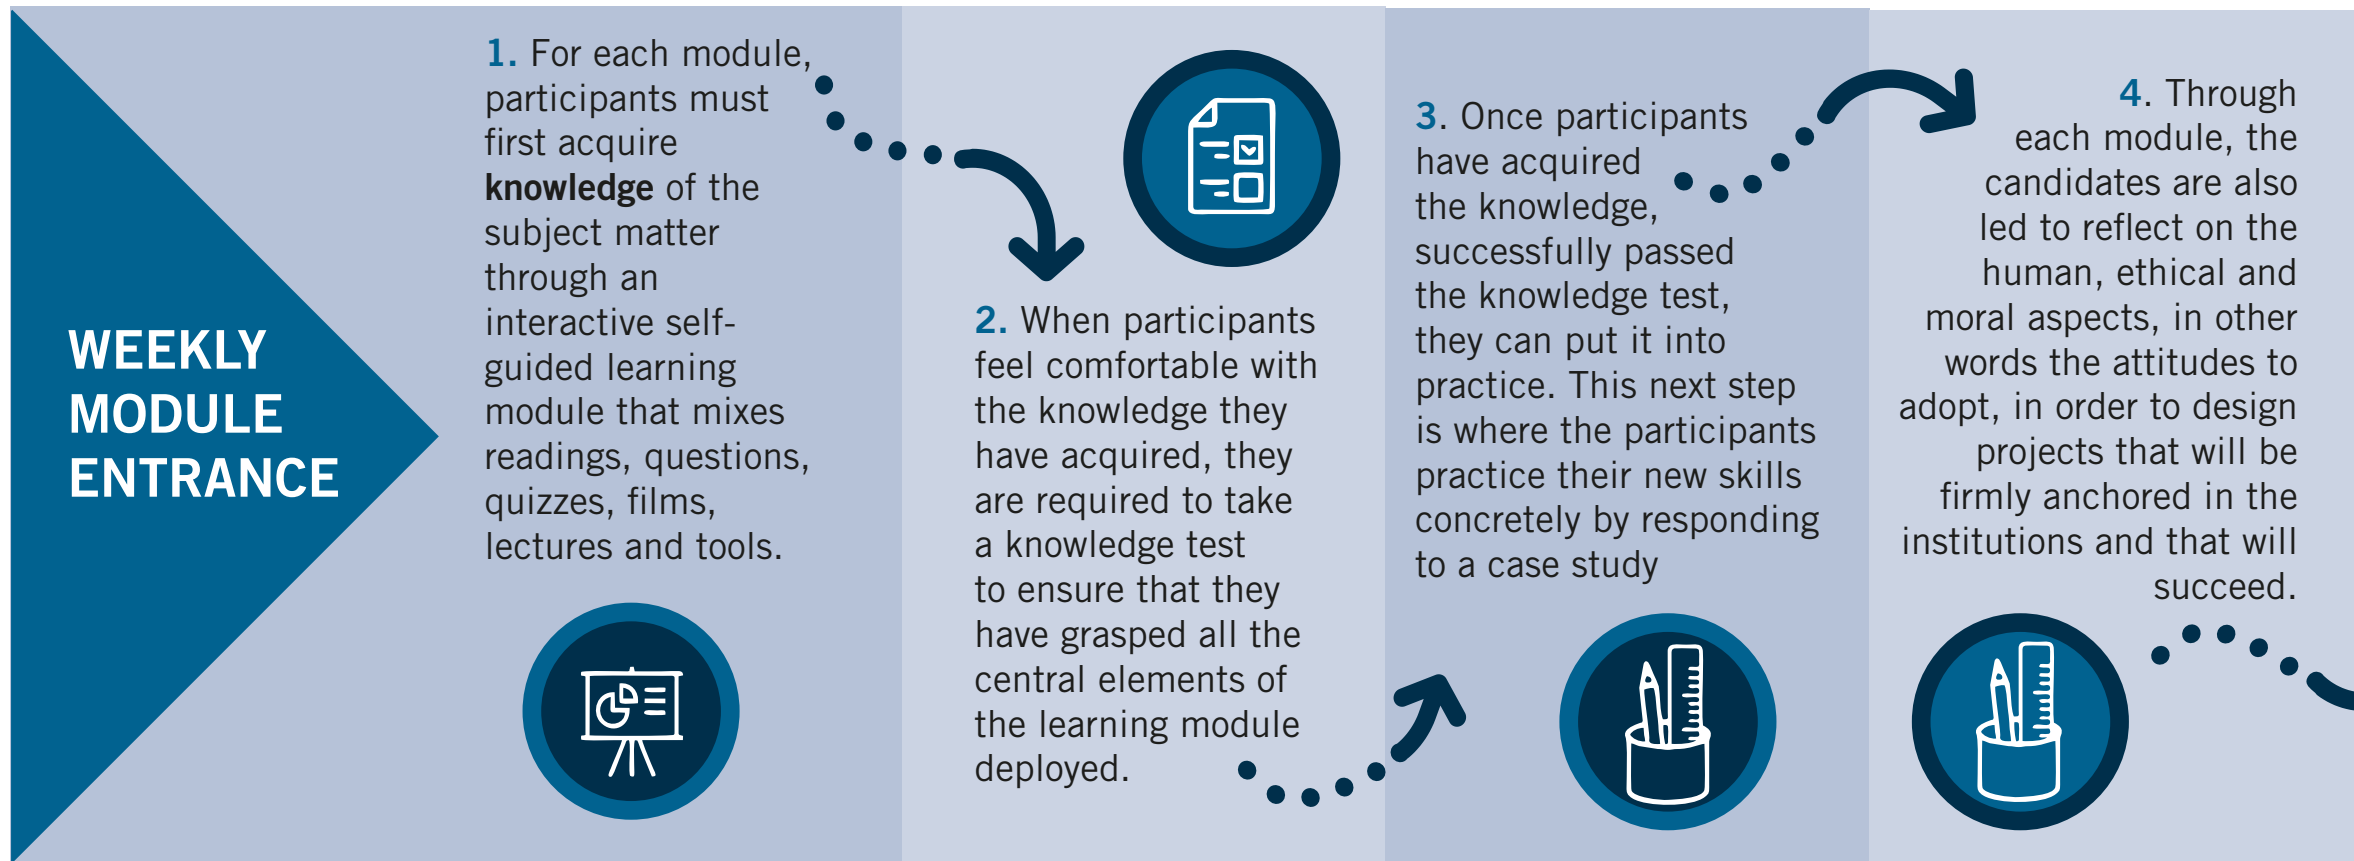 WEEKLY
MODULE
ENTRANCE
1. For each module,
participants must
first acquire
knowledge of the
subject matter
through an
interactive self-
guided learning
module that mixes
readings, questions,
quizzes, films,
lectures and tools.
2. When participants
feel comfortable with
the knowledge they
have acquired, they
are required to take
a knowledge test
to ensure that they
have grasped all the
central elements of
the learning module
deployed.
3. Once participants
have acquired
the knowledge,
successfully passed
the knowledge test,
they can put it into
practice. This next step
is where the participants
practice their new skills
concretely by responding
to a case study
4. Through
each module, the
candidates are also
led to reflect on the
human, ethical and
moral aspects, in other
words the attitudes to
adopt, in order to design
projects that will be
firmly anchored in the
institutions and that will
succeed.